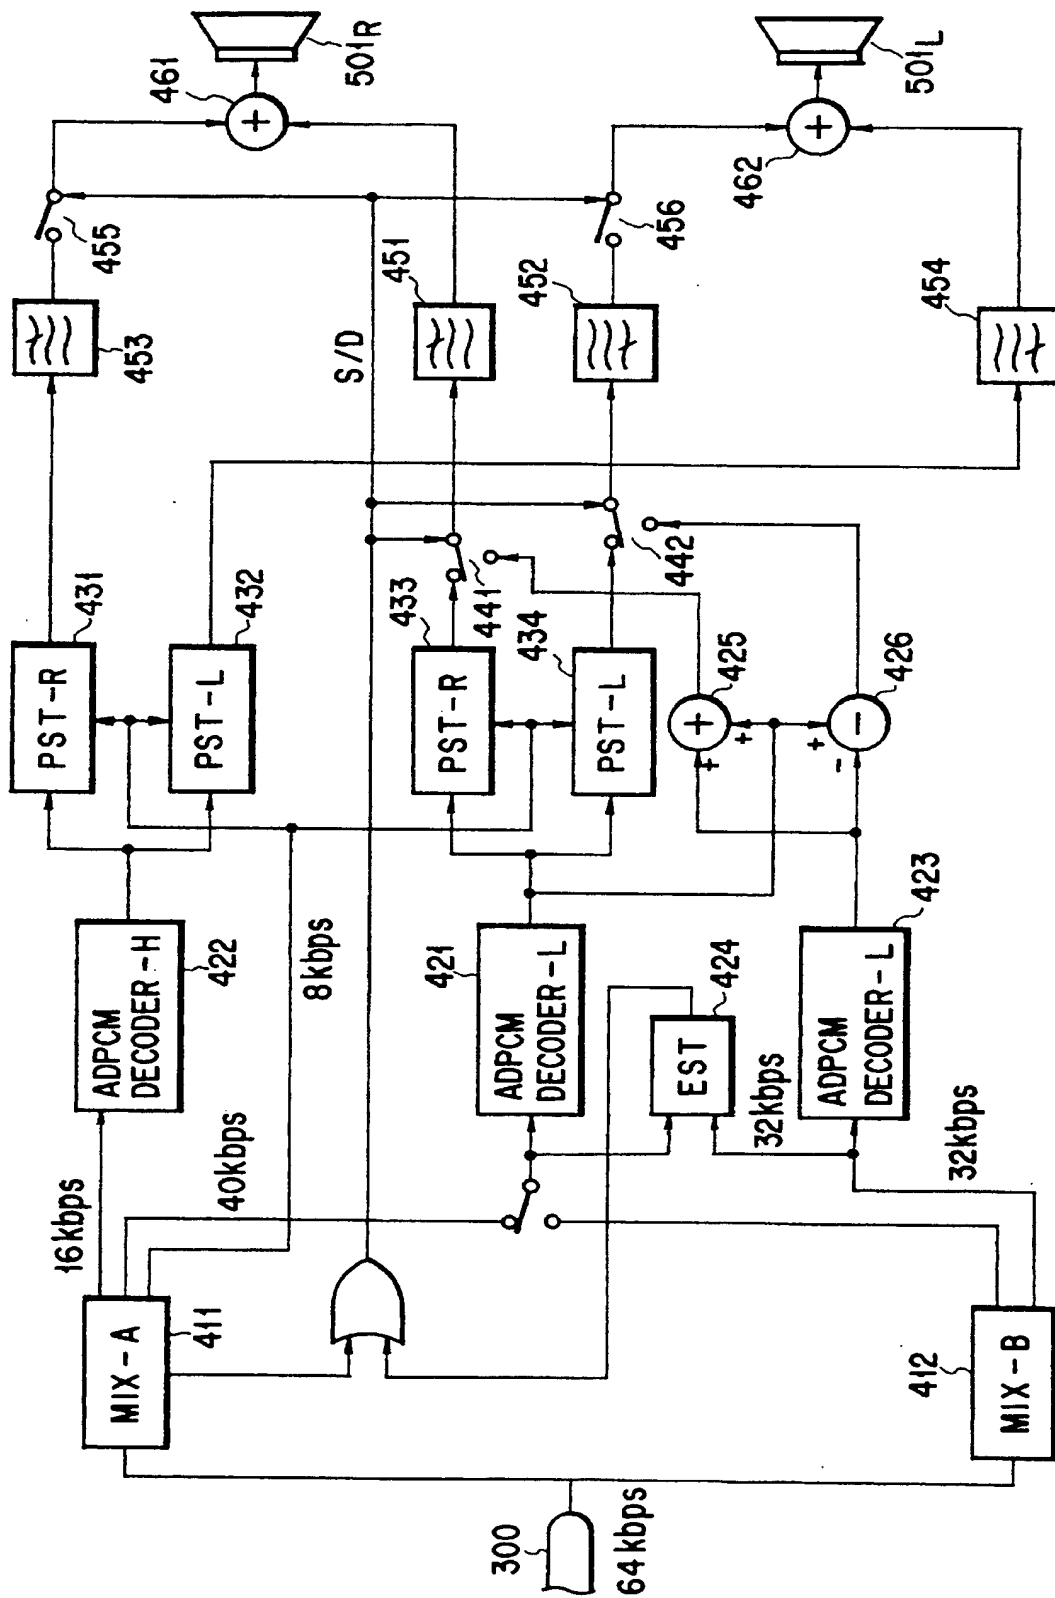 300
64kbps
MIX-A
411
MIX-B
412
16kbps
40kbps
8kbps
32kbps
32kbps
ADPCM
DECODER-H
422
ADPCM
DECODER-L
421
EST
424
ADPCM
DECODER-L
423
PST-R
431
PST-L
432
PST-R
433
PST-L
434
+
425
+
+
-
426
+
-
441
442
S/D
453
451
452
454
455
456
+
461
+
462
501R
501L